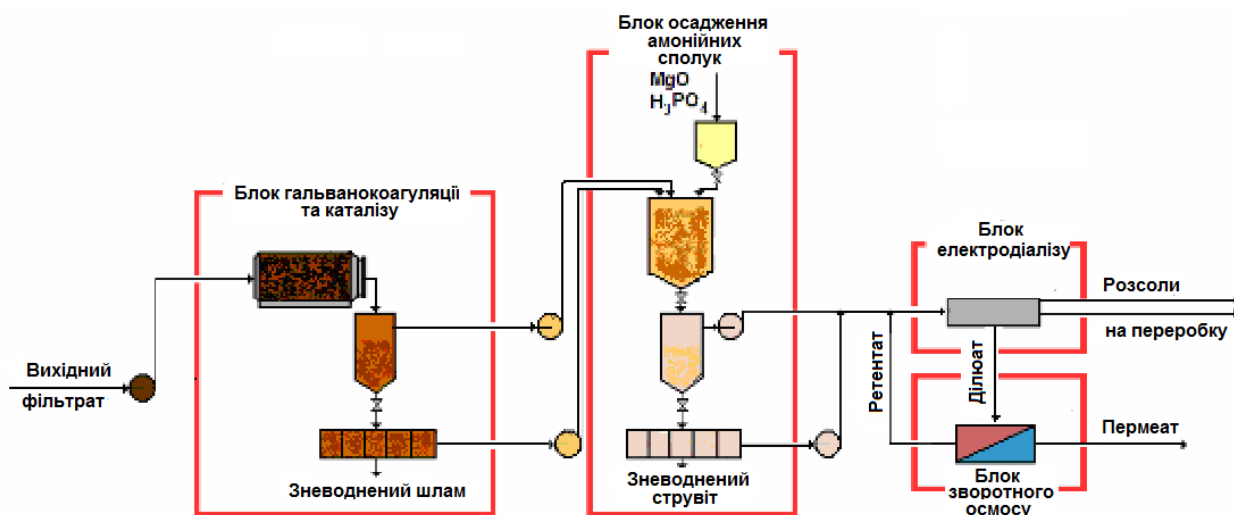 Блок осадження
амонійних
сполук
MgO
H3PO4
Блок гальванокоагуляції
та каталізу
Блок
електродіалізу
Розсоли
на переробку
Вихідний
фільтрат
Ретентат
Ділюат
Пермеат
Зневоднений шлам
Зневоднений
струвіт
Блок
зворотного
осмосу